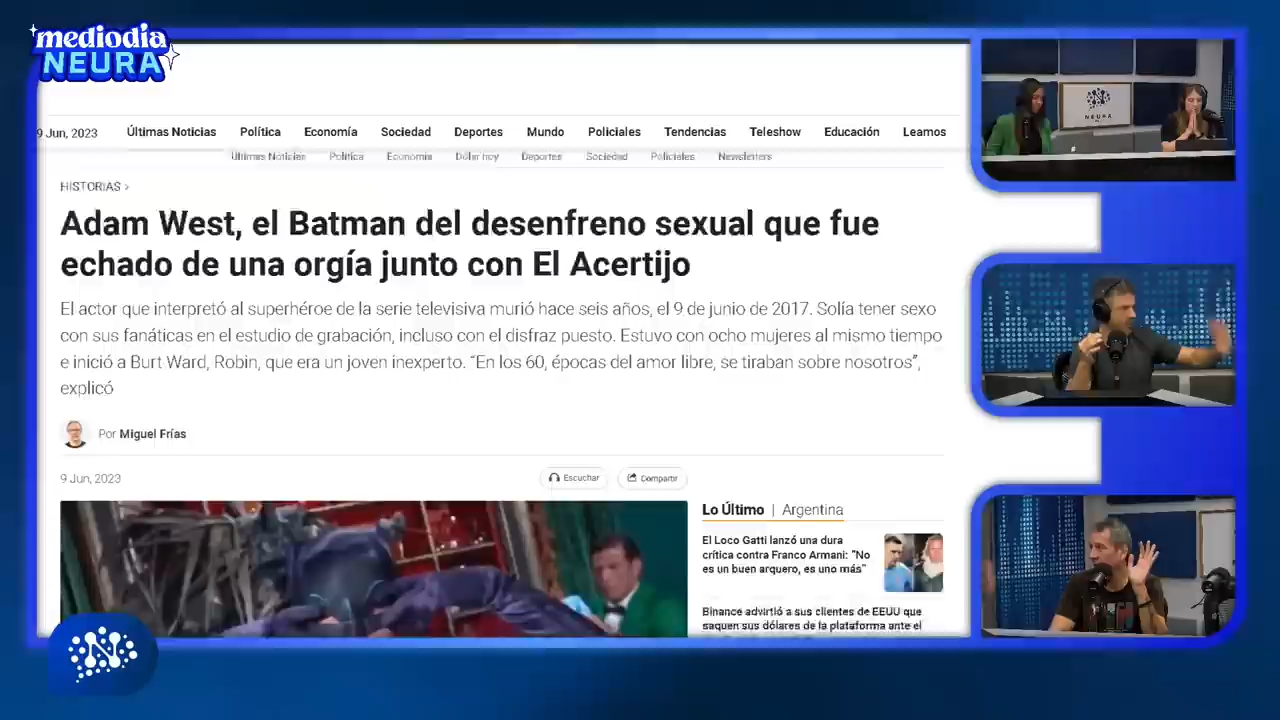 mediodia
NEURA
9 Jun, 2023
Últimas Noticias
Política
Economía
Sociedad
Deportes
Mundo
Policiales
Tendencias
Teleshow
Educación
Leamos
Últimas Noticias
Política
Economía
Dólar hoy
Deportes
Sociedad
Policiales
Newsletters
HISTORIAS >
Adam West, el Batman del desenfreno sexual que fue
echado de una orgía junto con El Acertijo
El actor que interpretó al superhéroe de la serie televisiva murió hace seis años, el 9 de junio de 2017. Solía tener sexo
con sus fanáticas en el estudio de grabación, incluso con el disfraz puesto. Estuvo con ocho mujeres al mismo tiempo
e inició a Burt Ward, Robin, que era un joven inexperto. “En los 60, épocas del amor libre, se tiraban sobre nosotros”,
explicó
Por Miguel Frías
9 Jun, 2023
Escuchar
Compartir
Lo Último | Argentina
El Loco Gatti lanzó una dura
crítica contra Franco Armani: “No
es un buen arquero, es uno más”
Binance advirtió a sus clientes de EEUU que
saquen sus dólares de la plataforma ante el
N
NEURA
N